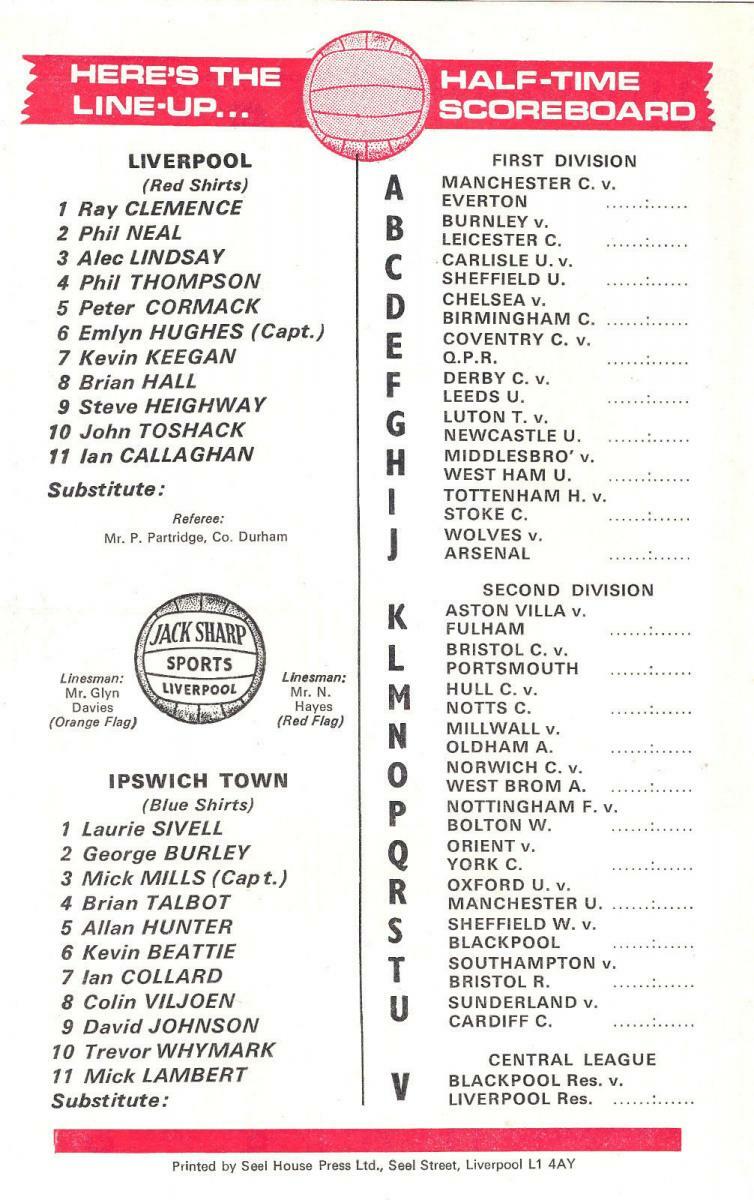 HERE'S THE
LINE-UP...
HALF-TIME
SCOREBOARD
LIVERPOOL
(Red Shirts)
1 Ray CLEMENCE
2 Phil NEAL
3 Alec LINDSAY
4 Phil THOMPSON
5 Peter CORMACK
6 Emlyn HUGHES (Capt.)
7 Kevin KEEGAN
8 Brian HALL
9 Steve HEIGHWAY
10 John TOSHACK
11 Ian CALLAGHAN
Substitute:
Referee:
Mr. P. Partridge, Co. Durham
JACK SHARP
SPORTS
LIVERPOOL
Linesman:
Mr. Glyn
Davies
(Orange Flag)
Linesman:
Mr. N.
Hayes
(Red Flag)
IPSWICH TOWN
(Blue Shirts)
1 Laurie SIVELL
2 George BURLEY
3 Mick MILLS (Capt.)
4 Brian TALBOT
5 Allan HUNTER
6 Kevin BEATTIE
7 Ian COLLARD
8 Colin VILJOEN
9 David JOHNSON
10 Trevor WHYMARK
11 Mick LAMBERT
Substitute:
FIRST DIVISION
A MANCHESTER C. v.
EVERTON ......:......
B BURNLEY v.
LEICESTER C. ......:......
C CARLISLE U. v.
SHEFFIELD U. ......:......
D CHELSEA v.
BIRMINGHAM C. ......:......
E COVENTRY C. v.
Q.P.R. ......:......
F DERBY C. v.
LEEDS U. ......:......
G LUTON T. v.
NEWCASTLE U. ......:......
H MIDDLESBRO' v.
WEST HAM U. ......:......
I TOTTENHAM H. v.
STOKE C. ......:......
J WOLVES v.
ARSENAL ......:......
SECOND DIVISION
K ASTON VILLA v.
FULHAM ......:......
L BRISTOL C. v.
PORTSMOUTH ......:......
M HULL C. v.
NOTTS C. ......:......
N MILLWALL v.
OLDHAM A. ......:......
O NORWICH C. v.
WEST BROM A. ......:......
P NOTTINGHAM F. v.
BOLTON W. ......:......
Q ORIENT v.
YORK C. ......:......
R OXFORD U. v.
MANCHESTER U. ......:......
S SHEFFIELD W. v.
BLACKPOOL ......:......
T SOUTHAMPTON v.
BRISTOL R. ......:......
U SUNDERLAND v.
CARDIFF C. ......:......
CENTRAL LEAGUE
V BLACKPOOL Res. v.
LIVERPOOL Res. ......:......
Printed by Seel House Press Ltd., Seel Street, Liverpool L1 4AY